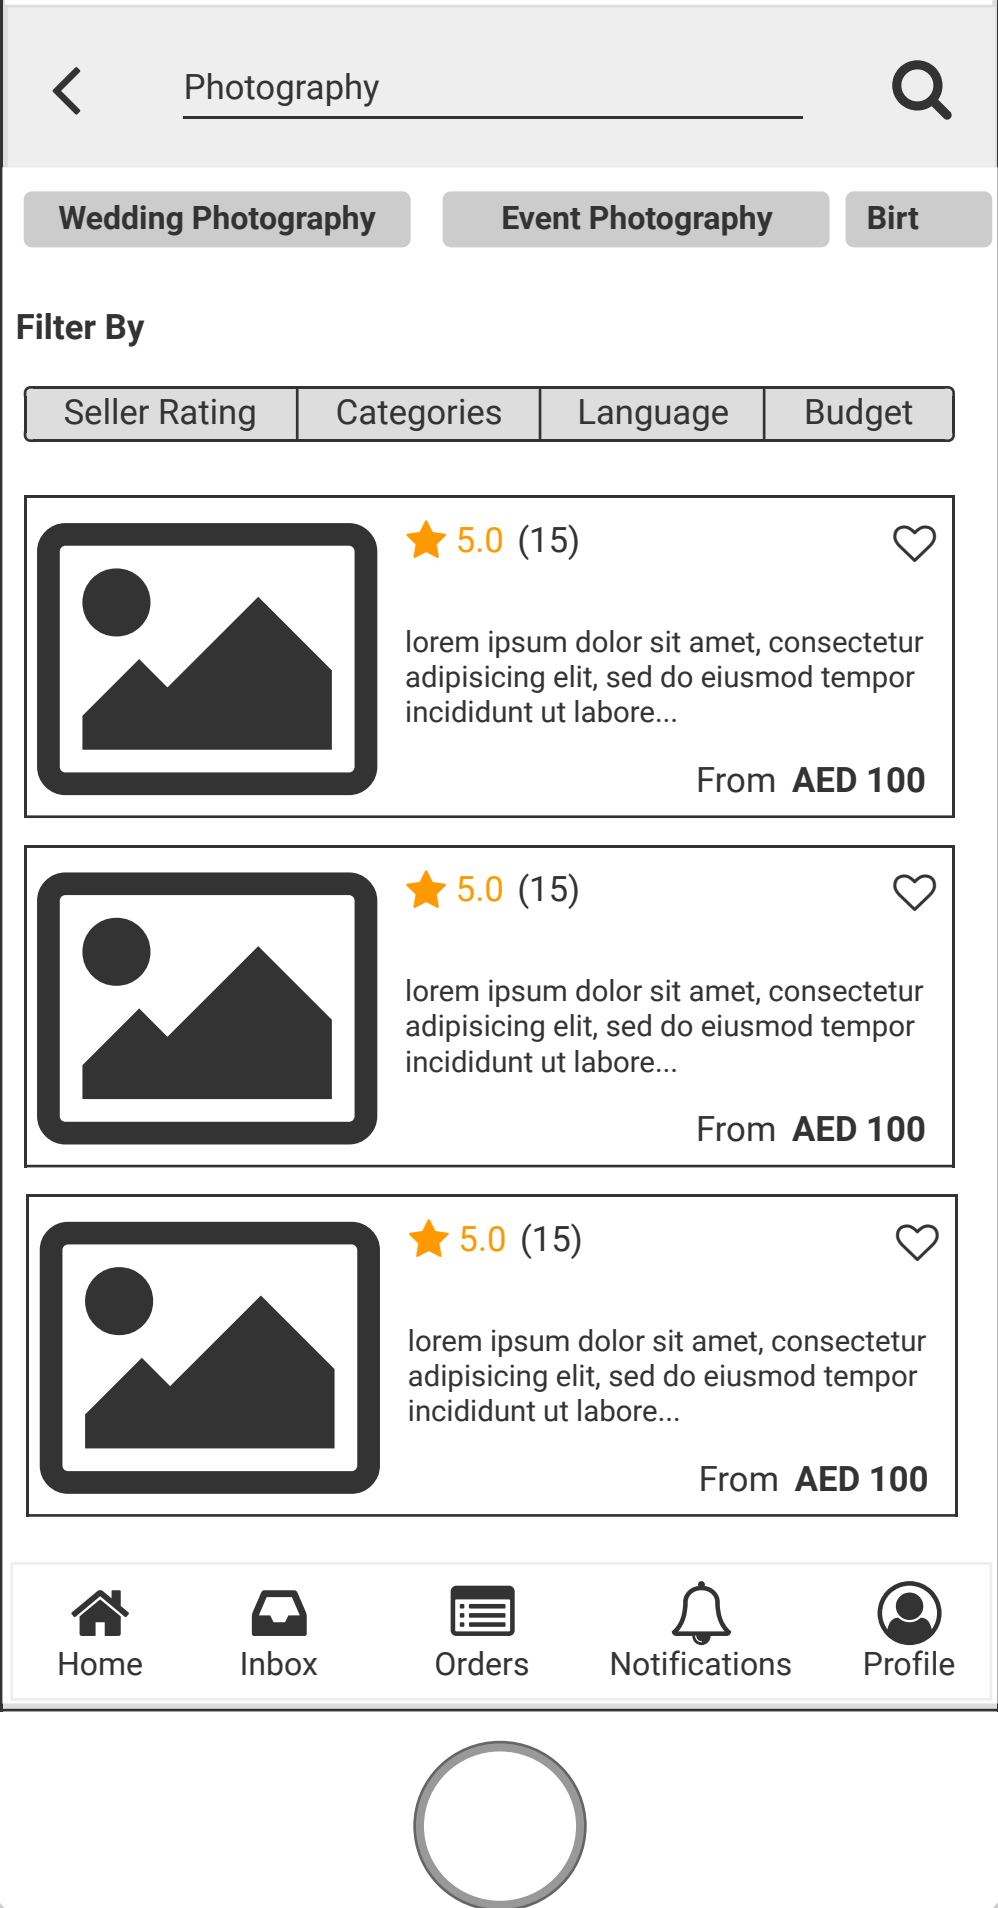 Photography
Wedding Photography Event Photography Birt
Filter By
Seller Rating Categories Language Budget
5.0 (15)
lorem ipsum dolor sit amet, consectetur
adipisicing elit, sed do eiusmod tempor
incididunt ut labore...
From AED 100
5.0 (15)
lorem ipsum dolor sit amet, consectetur
adipisicing elit, sed do eiusmod tempor
incididunt ut labore...
From AED 100
5.0 (15)
lorem ipsum dolor sit amet, consectetur
adipisicing elit, sed do eiusmod tempor
incididunt ut labore...
From AED 100
Home Inbox Orders Notifications Profile